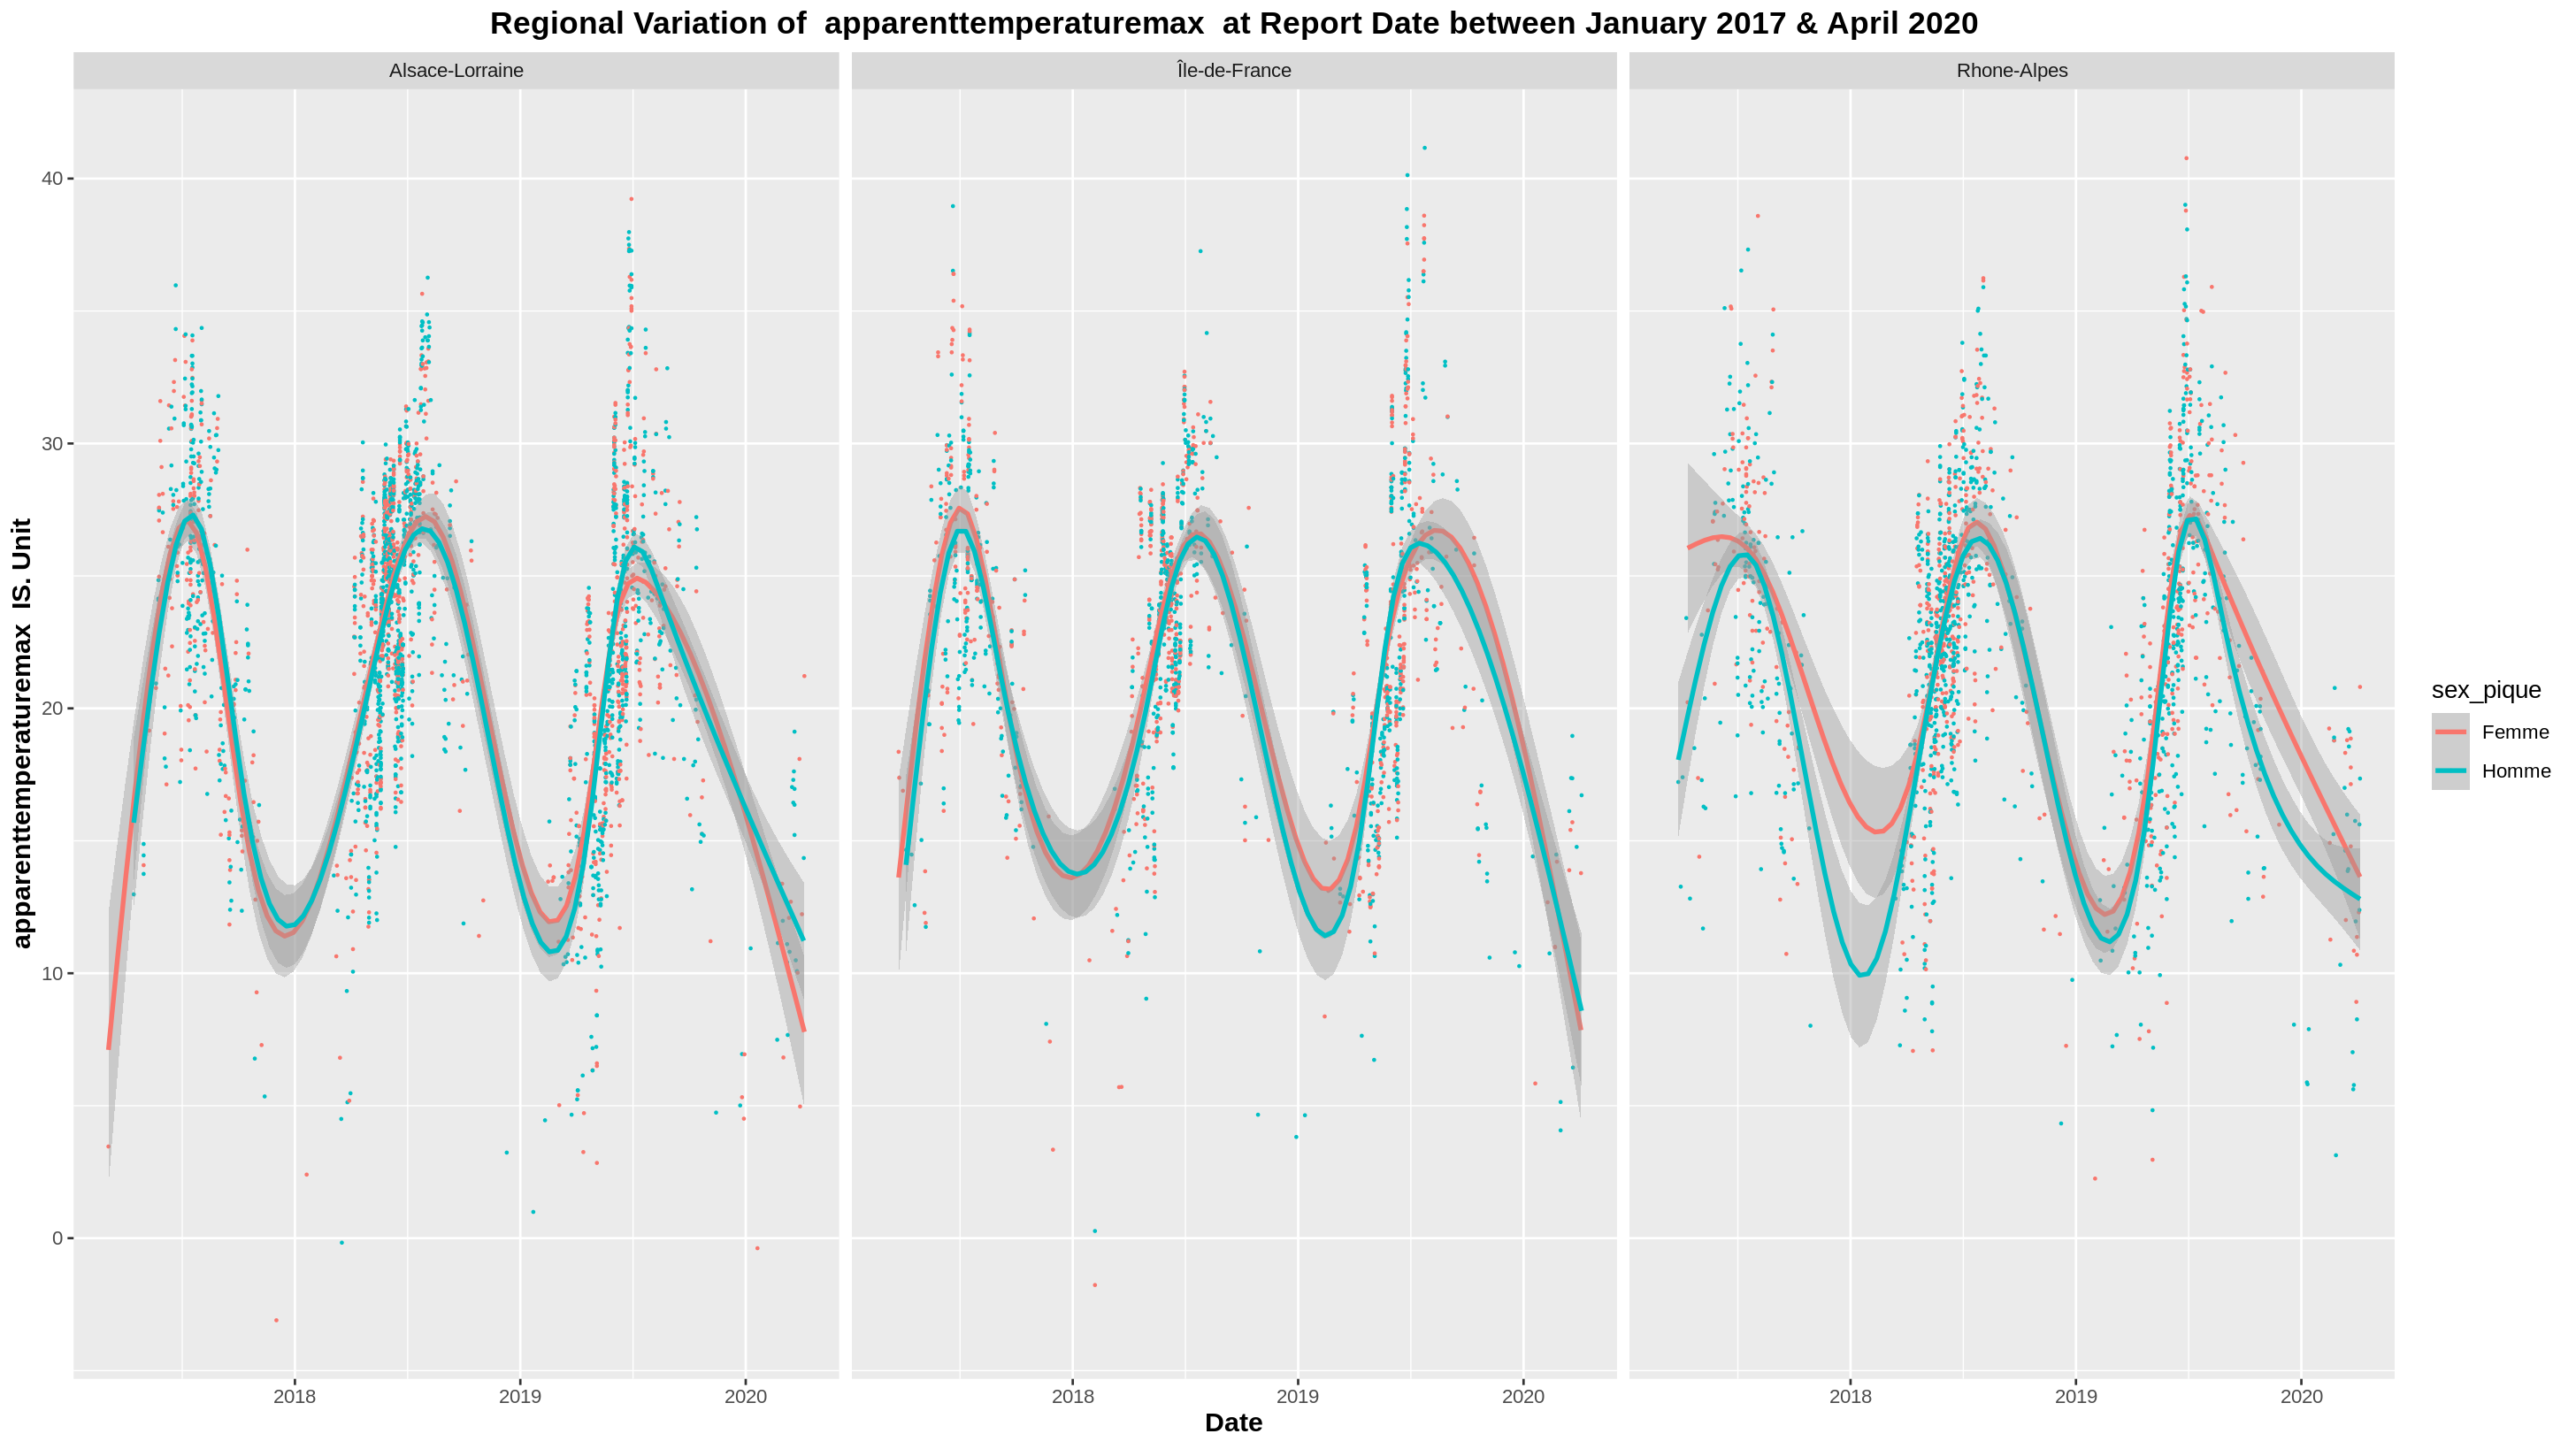 Regional Variation of  apparenttemperaturemax  at Report Date between January 2017 & April 2020
Alsace-Lorraine
Île-de-France
Rhone-Alpes
apparenttemperaturemax  IS. Unit
40
30
20
10
0
2018
2019
2020
2018
2019
2020
2018
2019
2020
Date
sex_pique
Femme
Homme